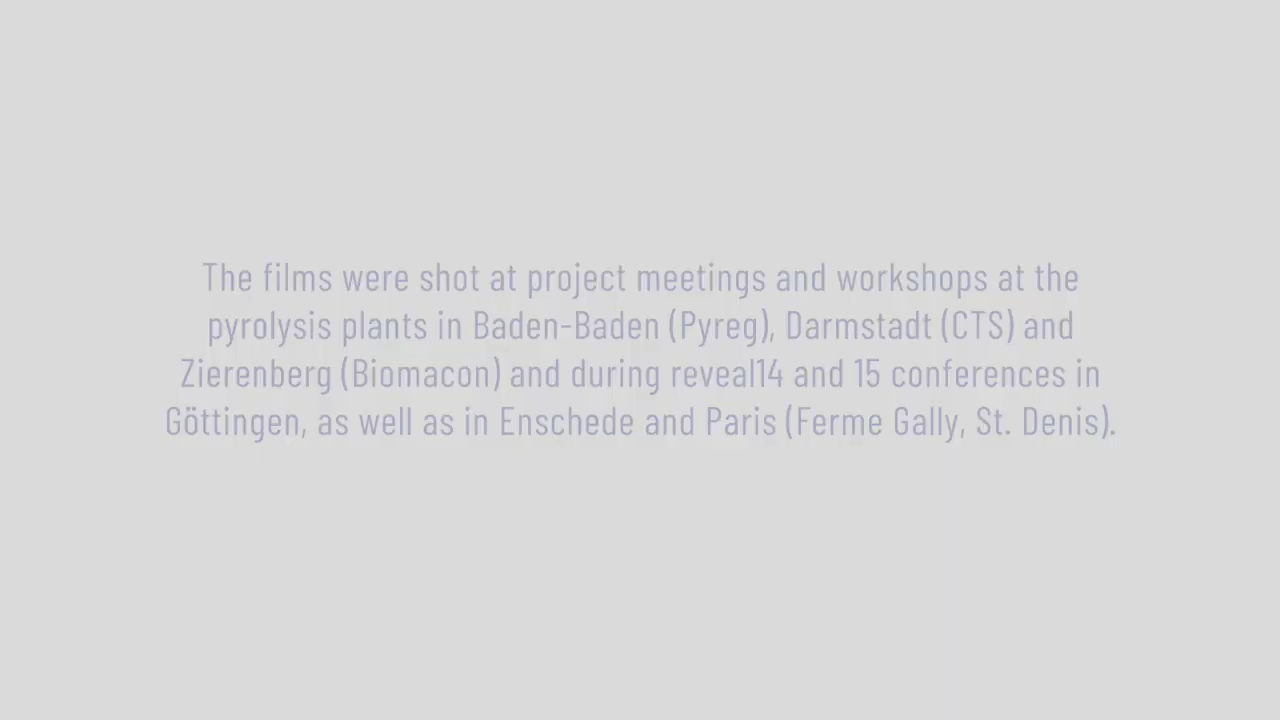 The films were shot at project meetings and workshops at the
pyrolysis plants in Baden-Baden (Pyreg), Darmstadt (CTS) and
Zierenberg (Biomacon) and during reveal14 and 15 conferences in
Göttingen, as well as in Enschede and Paris (Ferme Gally, St. Denis).